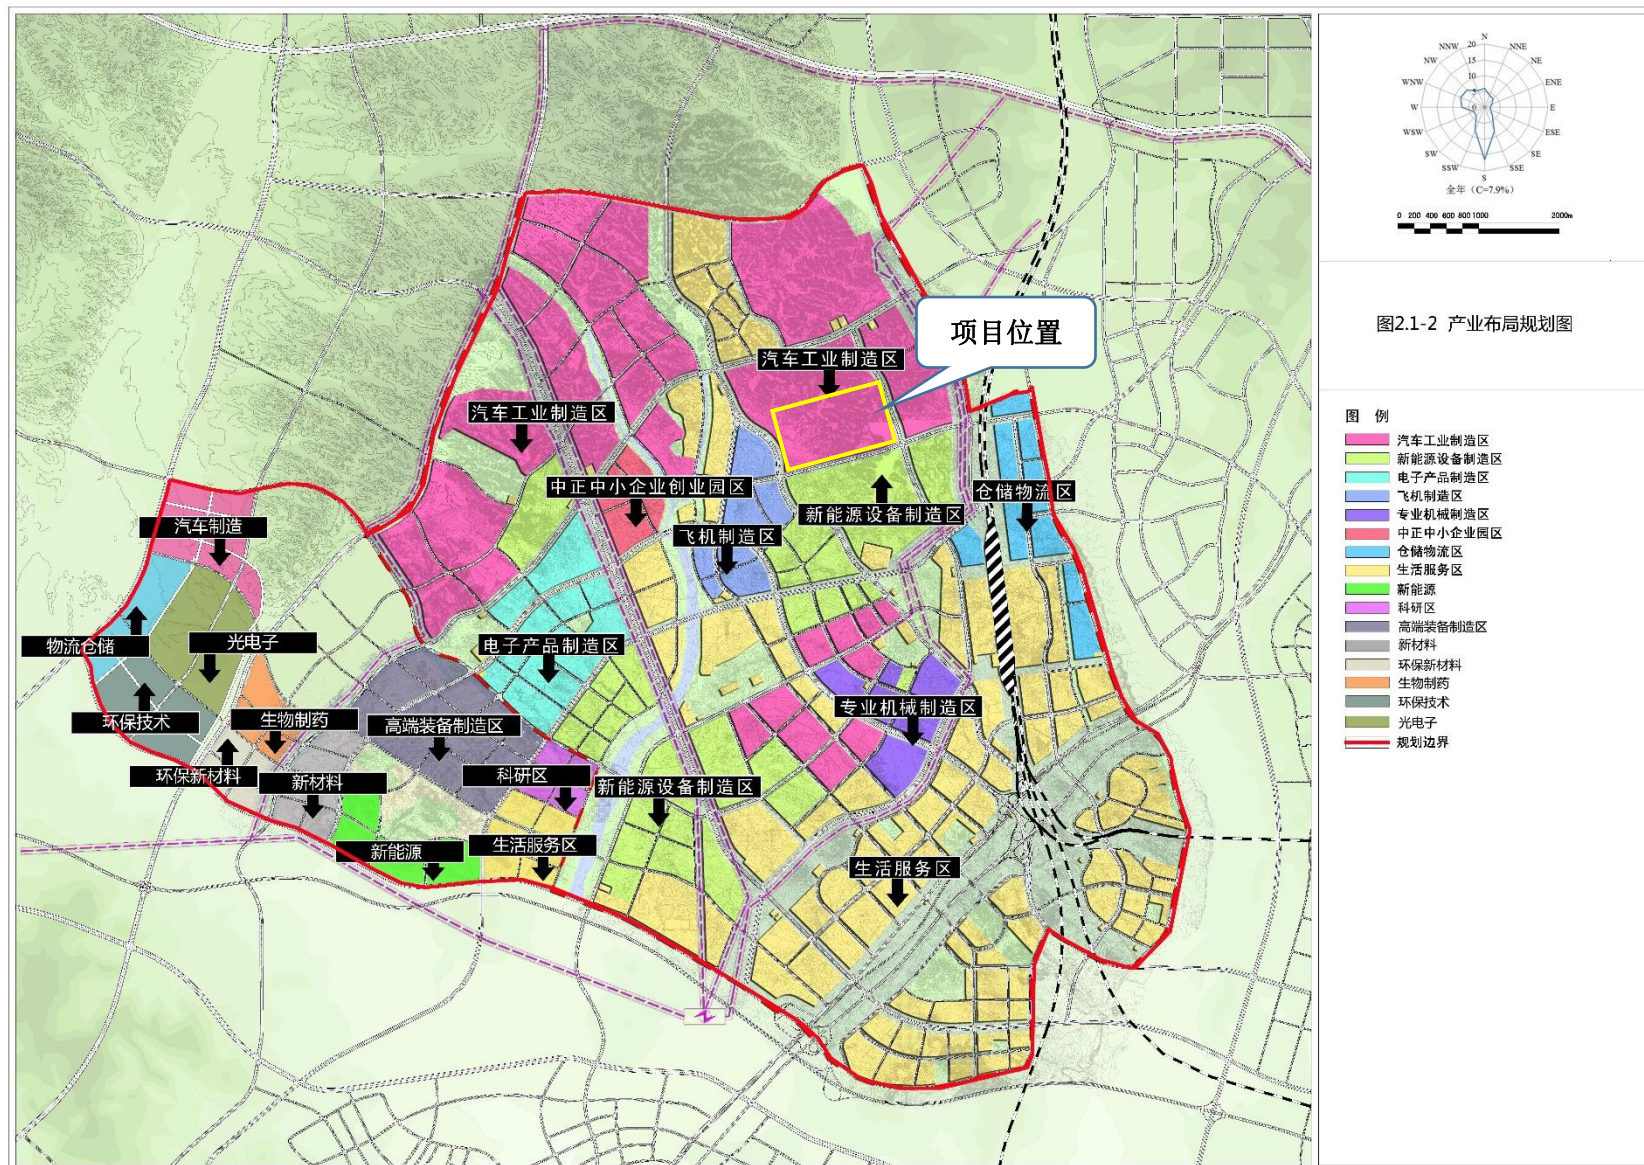 N
NNE
NE
ENE
E
ESE
SE
SSE
S
SSW
SW
WSW
W
WNW
NW
NNW
20
15
10
5
0
全年（C=7.9%）
0 200 400 600 800 1000 2000m
图2.1-2 产业布局规划图
图 例
汽车工业制造区
新能源设备制造区
电子产品制造区
飞机制造区
专业机械制造区
中正中小企业园区
仓储物流区
生活服务区
新能源
科研区
高端装备制造区
新材料
环保新材料
生物制药
环保技术
光电子
规划边界
项目位置
汽车工业制造区
汽车工业制造区
中正中小企业创业园区
仓储物流区
新能源设备制造区
飞机制造区
汽车制造
物流仓储
光电子
电子产品制造区
环保技术
生物制药
高端装备制造区
专业机械制造区
环保新材料
新材料
科研区
新能源设备制造区
新能源
生活服务区
生活服务区